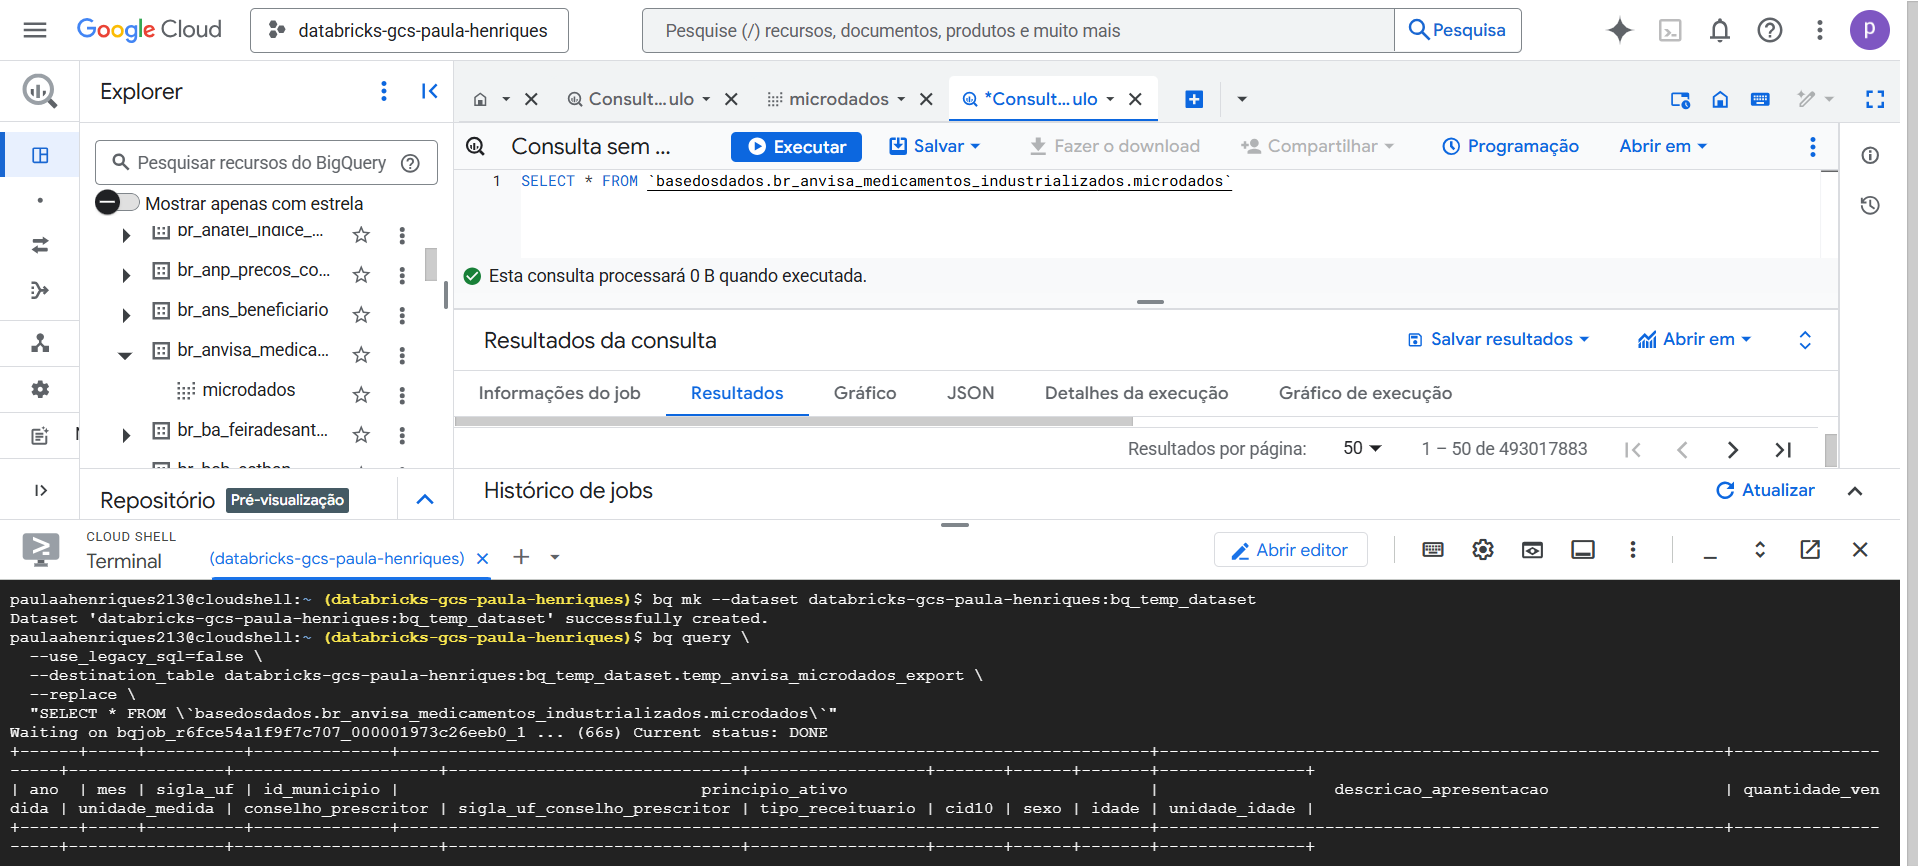 Google Cloud
databricks-gcs-paula-henriques
Pesquise (/) recursos, documentos, produtos e muito mais
Pesquisa
p
Explorer
Consult...ulo
microdados
*Consult...ulo
Pesquisar recursos do BigQuery
Mostrar apenas com estrela
br_anatel_indice_...
br_anp_precos_co...
br_ans_beneficiario
br_anvisa_medica...
microdados
br_ba_feiradesant...
Repositório
Pré-visualização
Consulta sem ...
Executar
Salvar
Fazer o download
Compartilhar
Programação
Abrir em
1 SELECT * FROM `basedosdados.br_anvisa_medicamentos_industrializados.microdados`
Esta consulta processará 0 B quando executada.
Resultados da consulta
Salvar resultados
Abrir em
Informações do job
Resultados
Gráfico
JSON
Detalhes da execução
Gráfico de execução
Resultados por página: 50 1 – 50 de 493017883
Histórico de jobs
Atualizar
CLOUD SHELL
Terminal
(databricks-gcs-paula-henriques)
Abrir editor
paulaahenriques213@cloudshell:~ (databricks-gcs-paula-henriques)$ bq mk --dataset databricks-gcs-paula-henriques:bq_temp_dataset
Dataset 'databricks-gcs-paula-henriques:bq_temp_dataset' successfully created.
paulaahenriques213@cloudshell:~ (databricks-gcs-paula-henriques)$ bq query \
--use_legacy_sql=false \
--destination_table databricks-gcs-paula-henriques:bq_temp_dataset.temp_anvisa_microdados_export \
--replace \
"SELECT * FROM \`basedosdados.br_anvisa_medicamentos_industrializados.microdados\`"
Waiting on bqjob_r6fce54a1f9f7c707_000001973c26eeb0_1 ... (66s) Current status: DONE
| ano | mes | sigla_uf | id_municipio | principio_ativo | descricao_apresentacao | quantidade_ven
dida | unidade_medida | conselho_prescritor | sigla_uf_conselho_prescritor | tipo_receituario | cid10 | sexo | idade | unidade_idade |